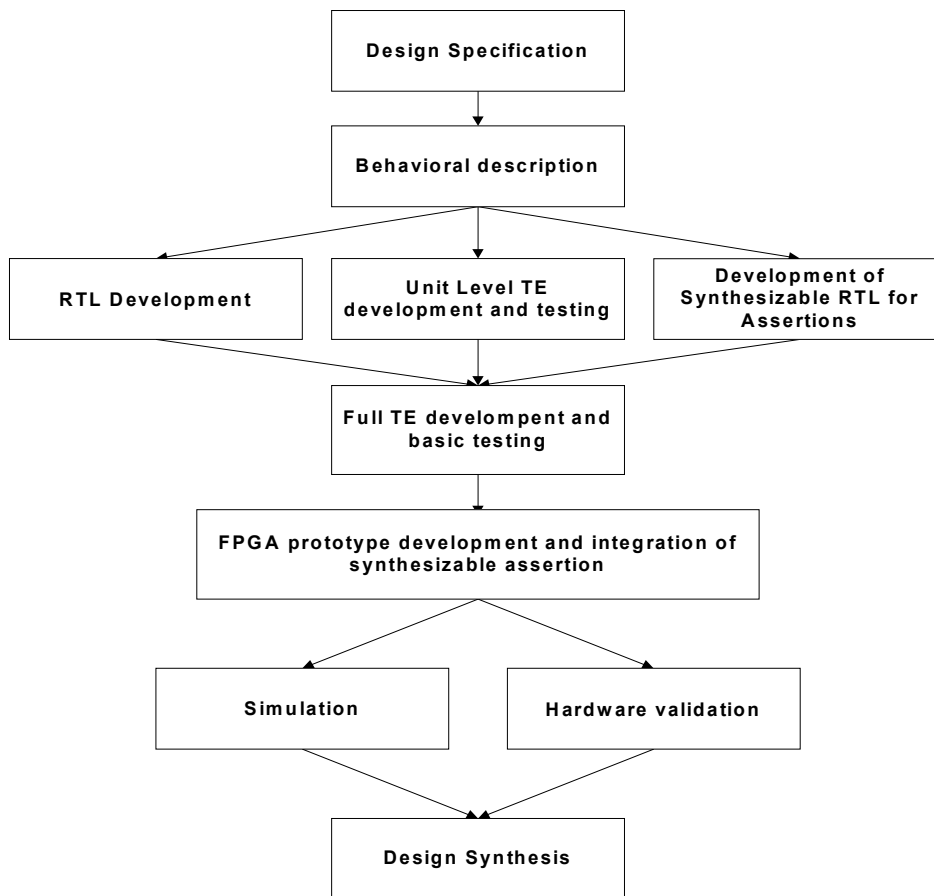 Design Specification
Behavioral description
RTL Development
Unit Level TE
development and testing
Development of
Synthesizable RTL for
Assertions
Full TE develompent and
basic testing
FPGA prototype development and integration of
synthesizable assertion
Simulation
Hardware validation
Design Synthesis